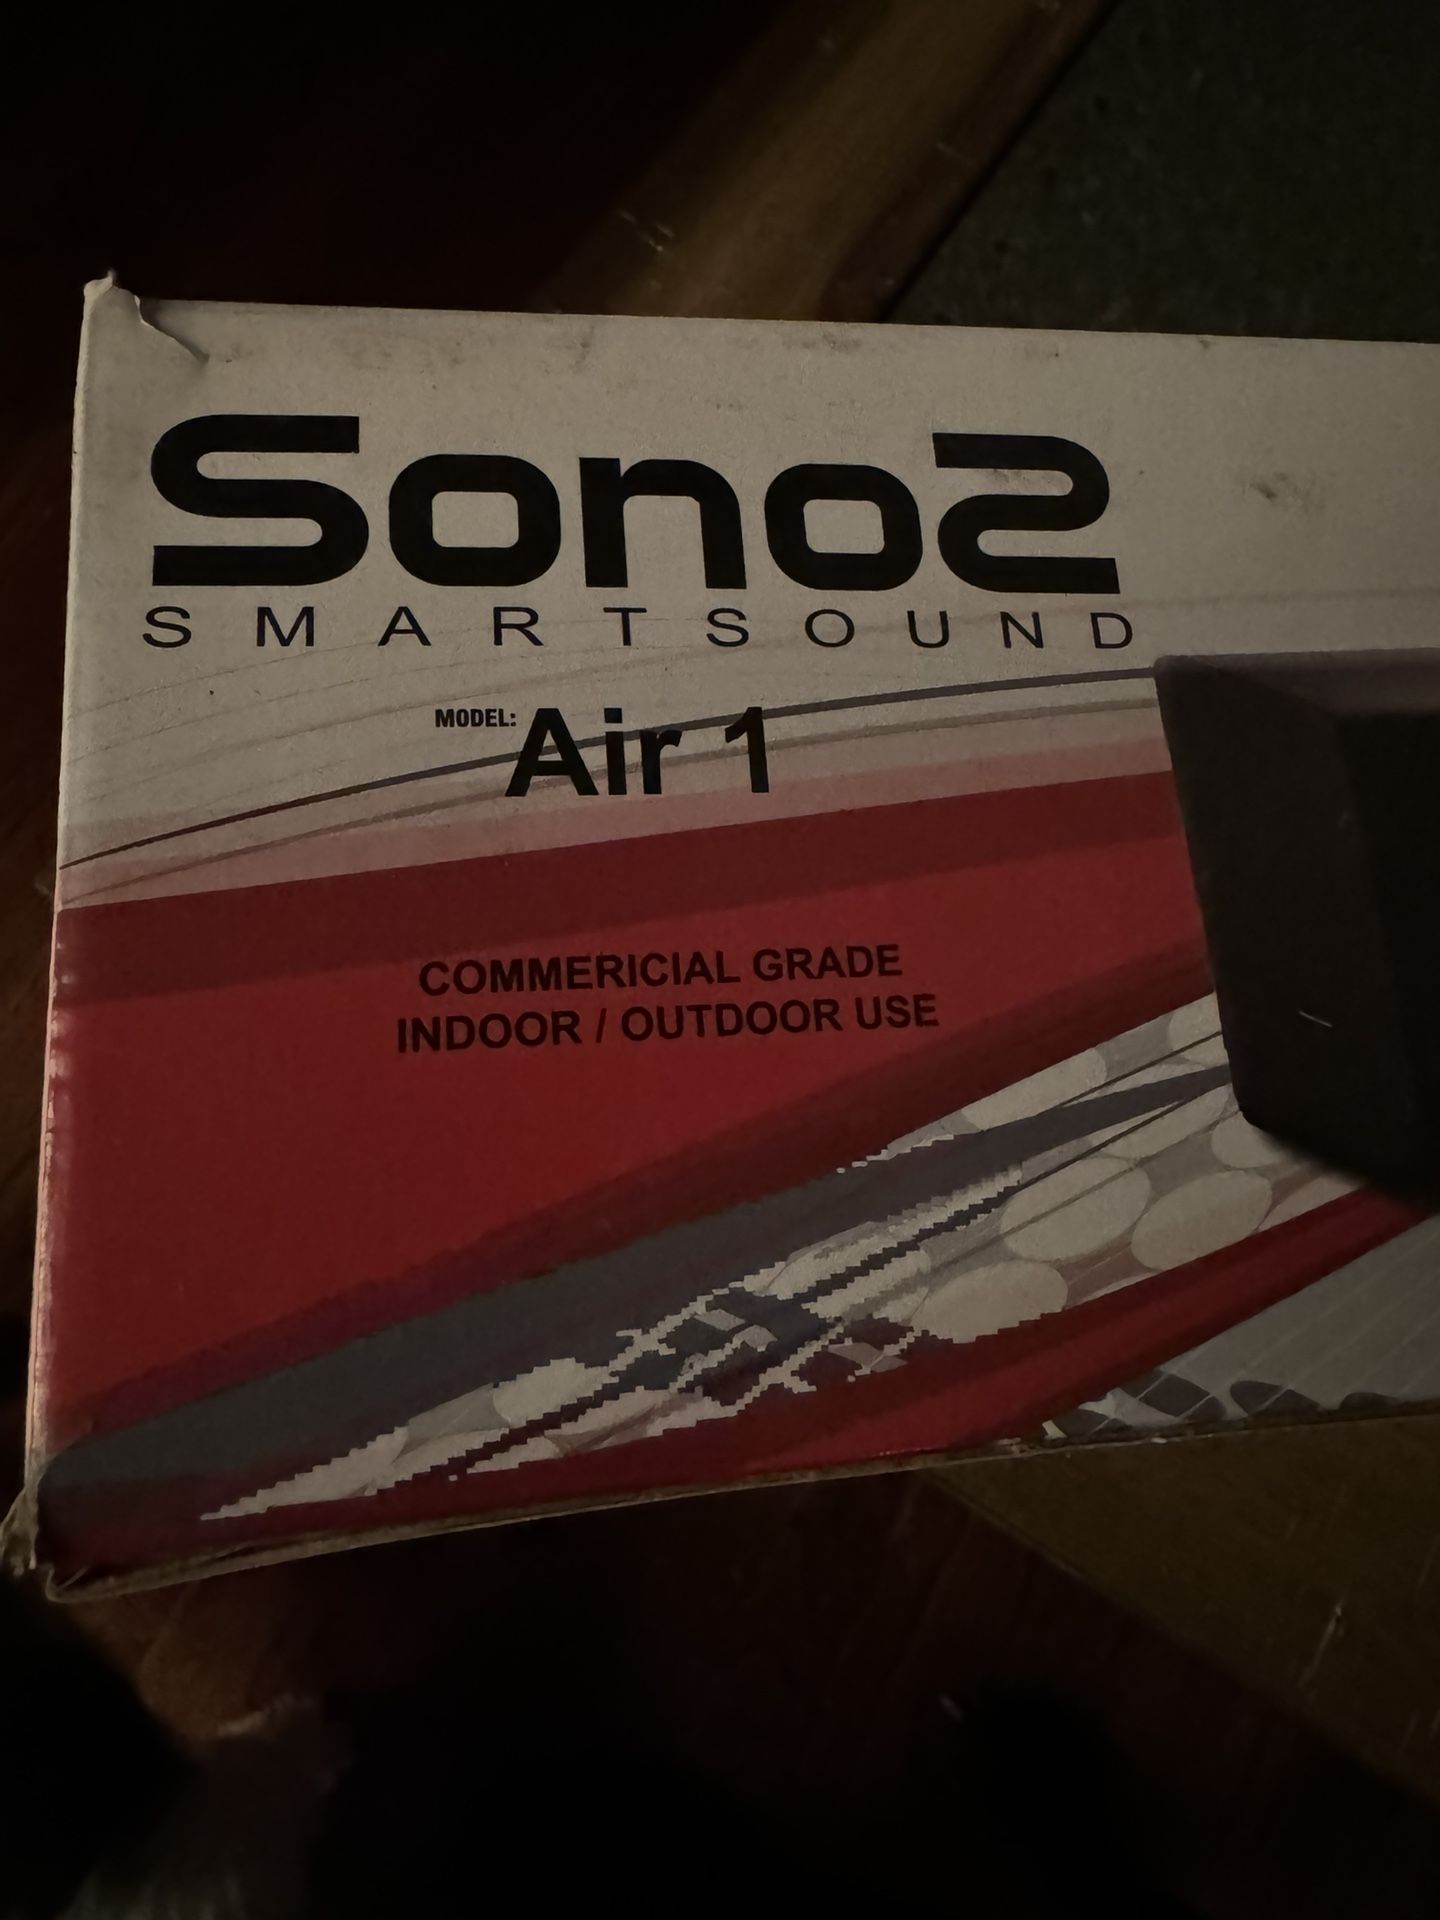 Sono2
SMARTSOUND
MODEL: Air 1
COMMERICIAL GRADE
INDOOR / OUTDOOR USE